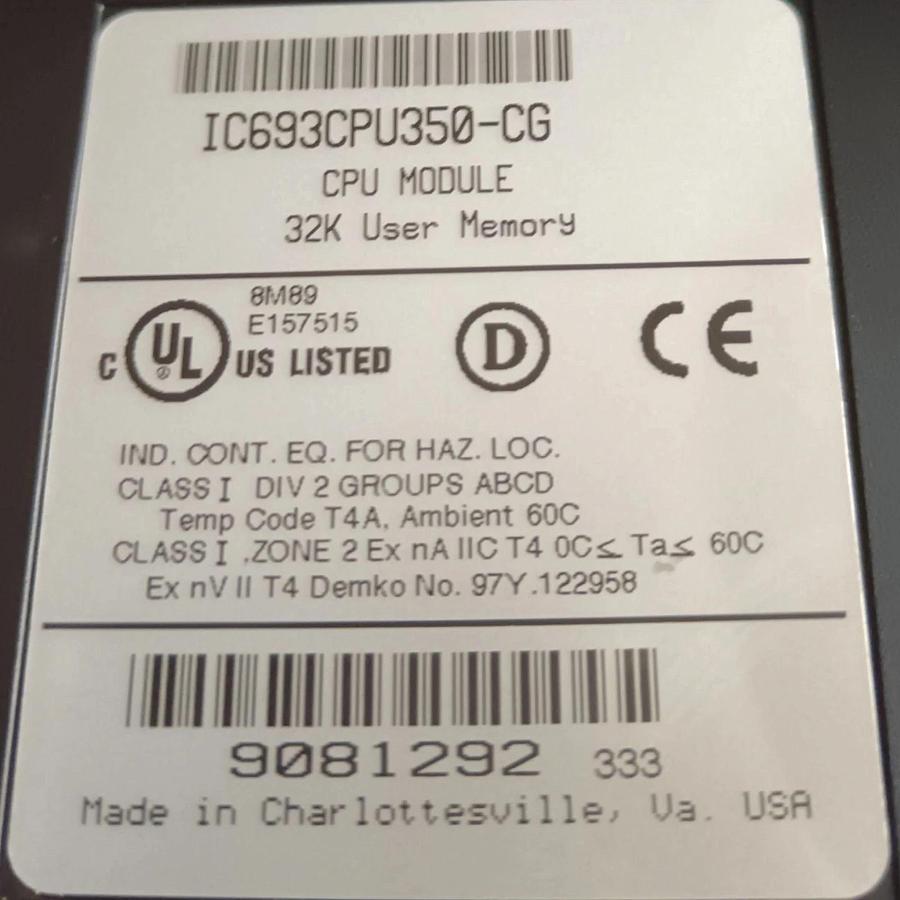 IC693CPU350-CG
CPU MODULE
32K User Memory
8M89
E157515
C UL US LISTED
D
CE
IND. CONT. EQ. FOR HAZ. LOC.
CLASS I DIV 2 GROUPS ABCD
Temp Code T4A, Ambient 60C
CLASS I ,ZONE 2 Ex nA IIC T4 0C≤ Ta≤ 60C
Ex nV II T4 Demko No. 97Y.122958
9081292 333
Made in Charlottesville, Va. USA